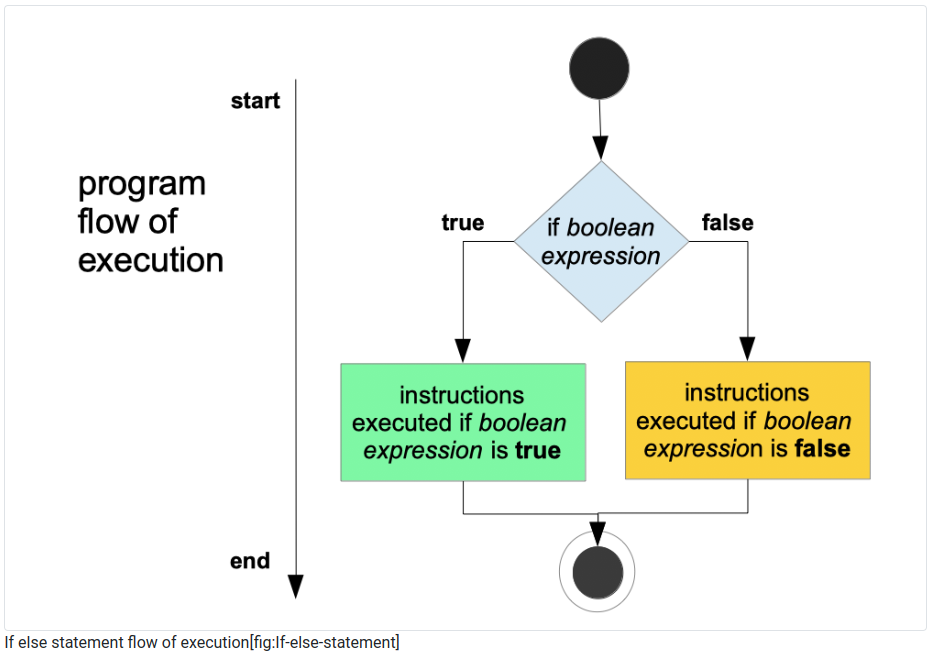 start
program
flow of
execution
true
if boolean
expression
false
instructions
executed if boolean
expression is true
instructions
executed if boolean
expression is false
end
If else statement flow of execution[fig:If-else-statement]